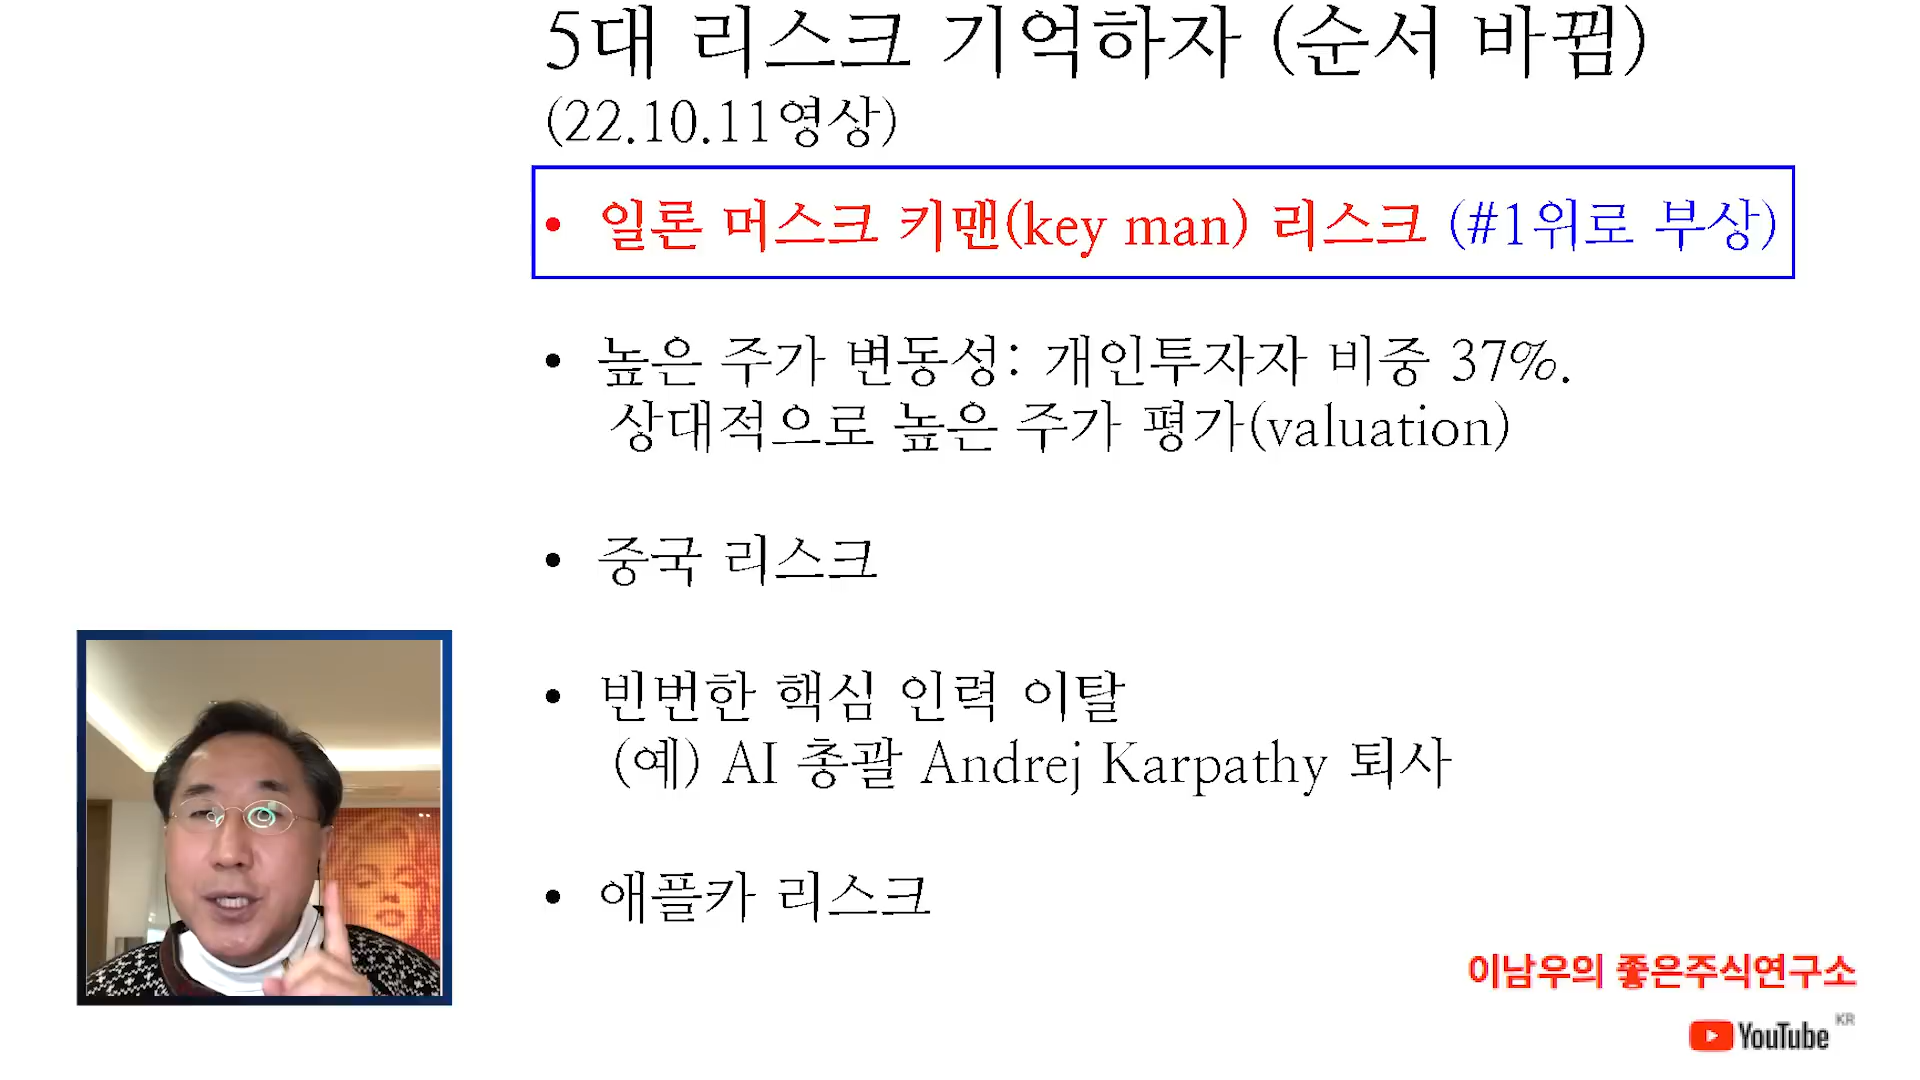 5대 리스크 기억하자 (순서 바뀜)
(22.10.11영상)
• 일론 머스크 키맨(key man) 리스크 (#1위로 부상)
• 높은 주가 변동성: 개인투자자 비중 37%.
상대적으로 높은 주가 평가(valuation)
• 중국 리스크
• 빈번한 핵심 인력 이탈
(예) AI 총괄 Andrej Karpathy 퇴사
• 애플카 리스크
이남우의 좋은주식연구소
YouTube KR